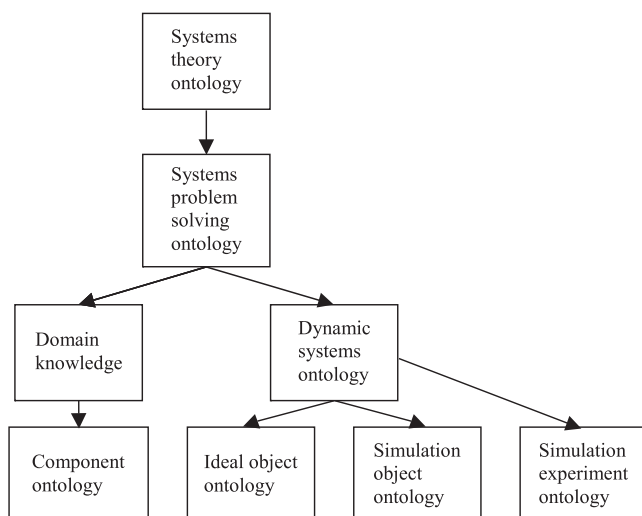 Systems
theory
ontology
Systems
problem
solving
ontology
Domain
knowledge
Dynamic
systems
ontology
Component
ontology
Ideal object
ontology
Simulation
object
ontology
Simulation
experiment
ontology